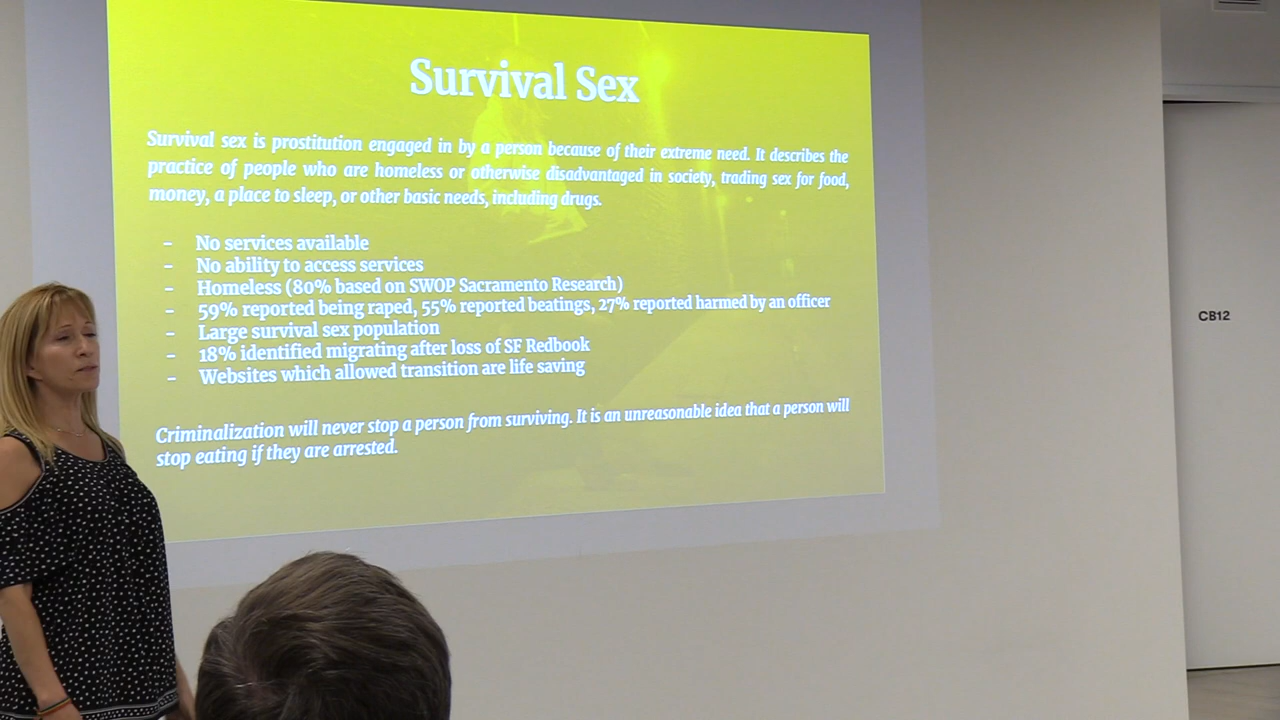 Survival Sex
Survival sex is prostitution engaged in by a person because of their extreme need. It describes the
practice of people who are homeless or otherwise disadvantaged in society, trading sex for food,
money, a place to sleep, or other basic needs, including drugs.
- No services available
- No ability to access services
- Homeless (80% based on SWOP Sacramento Research)
- 59% reported being raped, 55% reported beatings, 27% reported harmed by an officer
- Large survival sex population
- 18% identified migrating after loss of SF Redbook
- Websites which allowed transition are life saving
Criminalization will never stop a person from surviving. It is an unreasonable idea that a person will
stop eating if they are arrested.
CB12